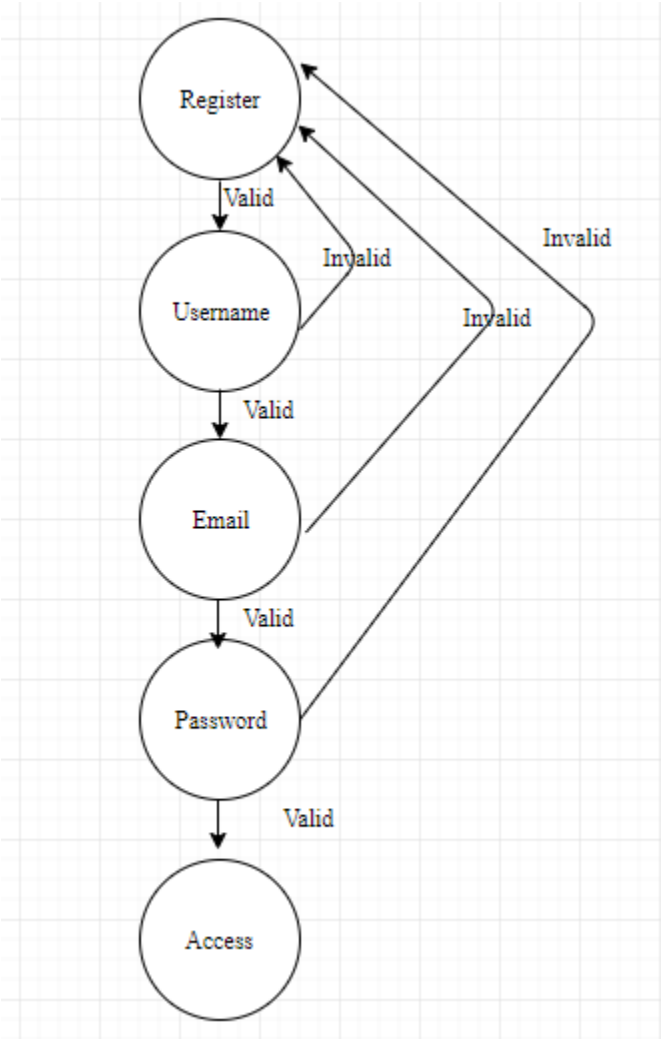 Register
Valid
Invalid
Invalid
Username
Invalid
Valid
Email
Valid
Password
Valid
Access